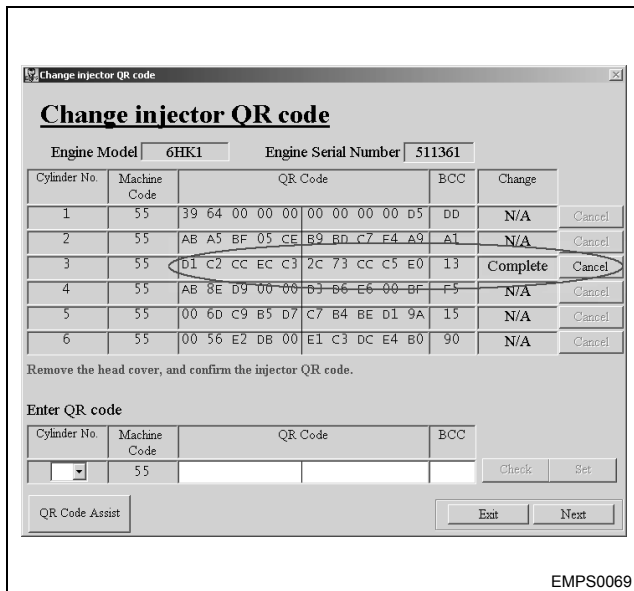 Change injector QR code
Change injector QR code
Engine Model 6HK1 Engine Serial Number 511361
Cylinder No. Machine Code QR Code BCC Change
1 55 39 64 00 00 00 00 00 00 00 D5 DD N/A Cancel
2 55 AB A5 BF 05 CE B9 BD C7 E4 A9 A1 N/A Cancel
3 55 D1 C2 CC EC C3 2C 73 CC C5 E0 13 Complete Cancel
4 55 AB 8E D9 00 00 D3 D6 E6 00 BF F5 N/A Cancel
5 55 00 6D C9 B5 D7 C7 B4 BE D1 9A 15 N/A Cancel
6 55 00 56 E2 DB 00 E1 C3 DC E4 B0 90 N/A Cancel
Remove the head cover, and confirm the injector QR code.
Enter QR code
Cylinder No. Machine Code QR Code BCC
55 Check Set
QR Code Assist Exit Next
EMPS0069